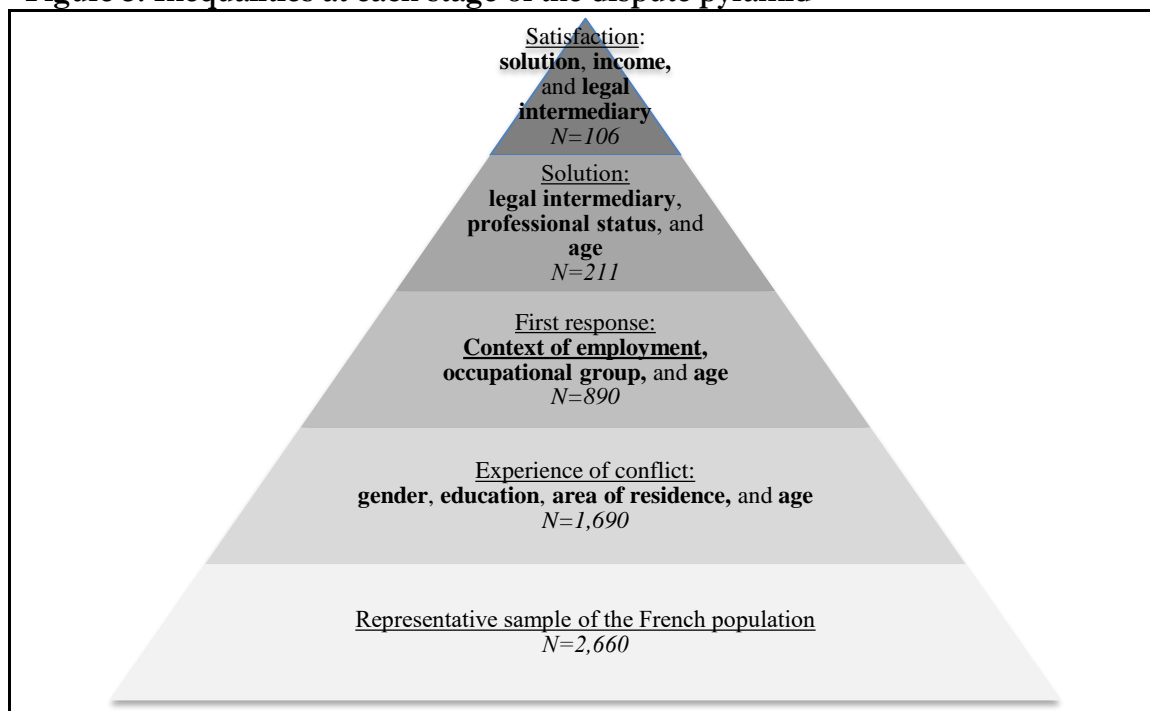 Figure 3: Inequalities at each stage of the dispute pyramid
Satisfaction:
solution, income,
and legal
intermediary
N=106
Solution:
legal intermediary,
professional status, and
age
N=211
First response:
Context of employment,
occupational group, and age
N=890
Experience of conflict:
gender, education, area of residence, and age
N=1,690
Representative sample of the French population
N=2,660